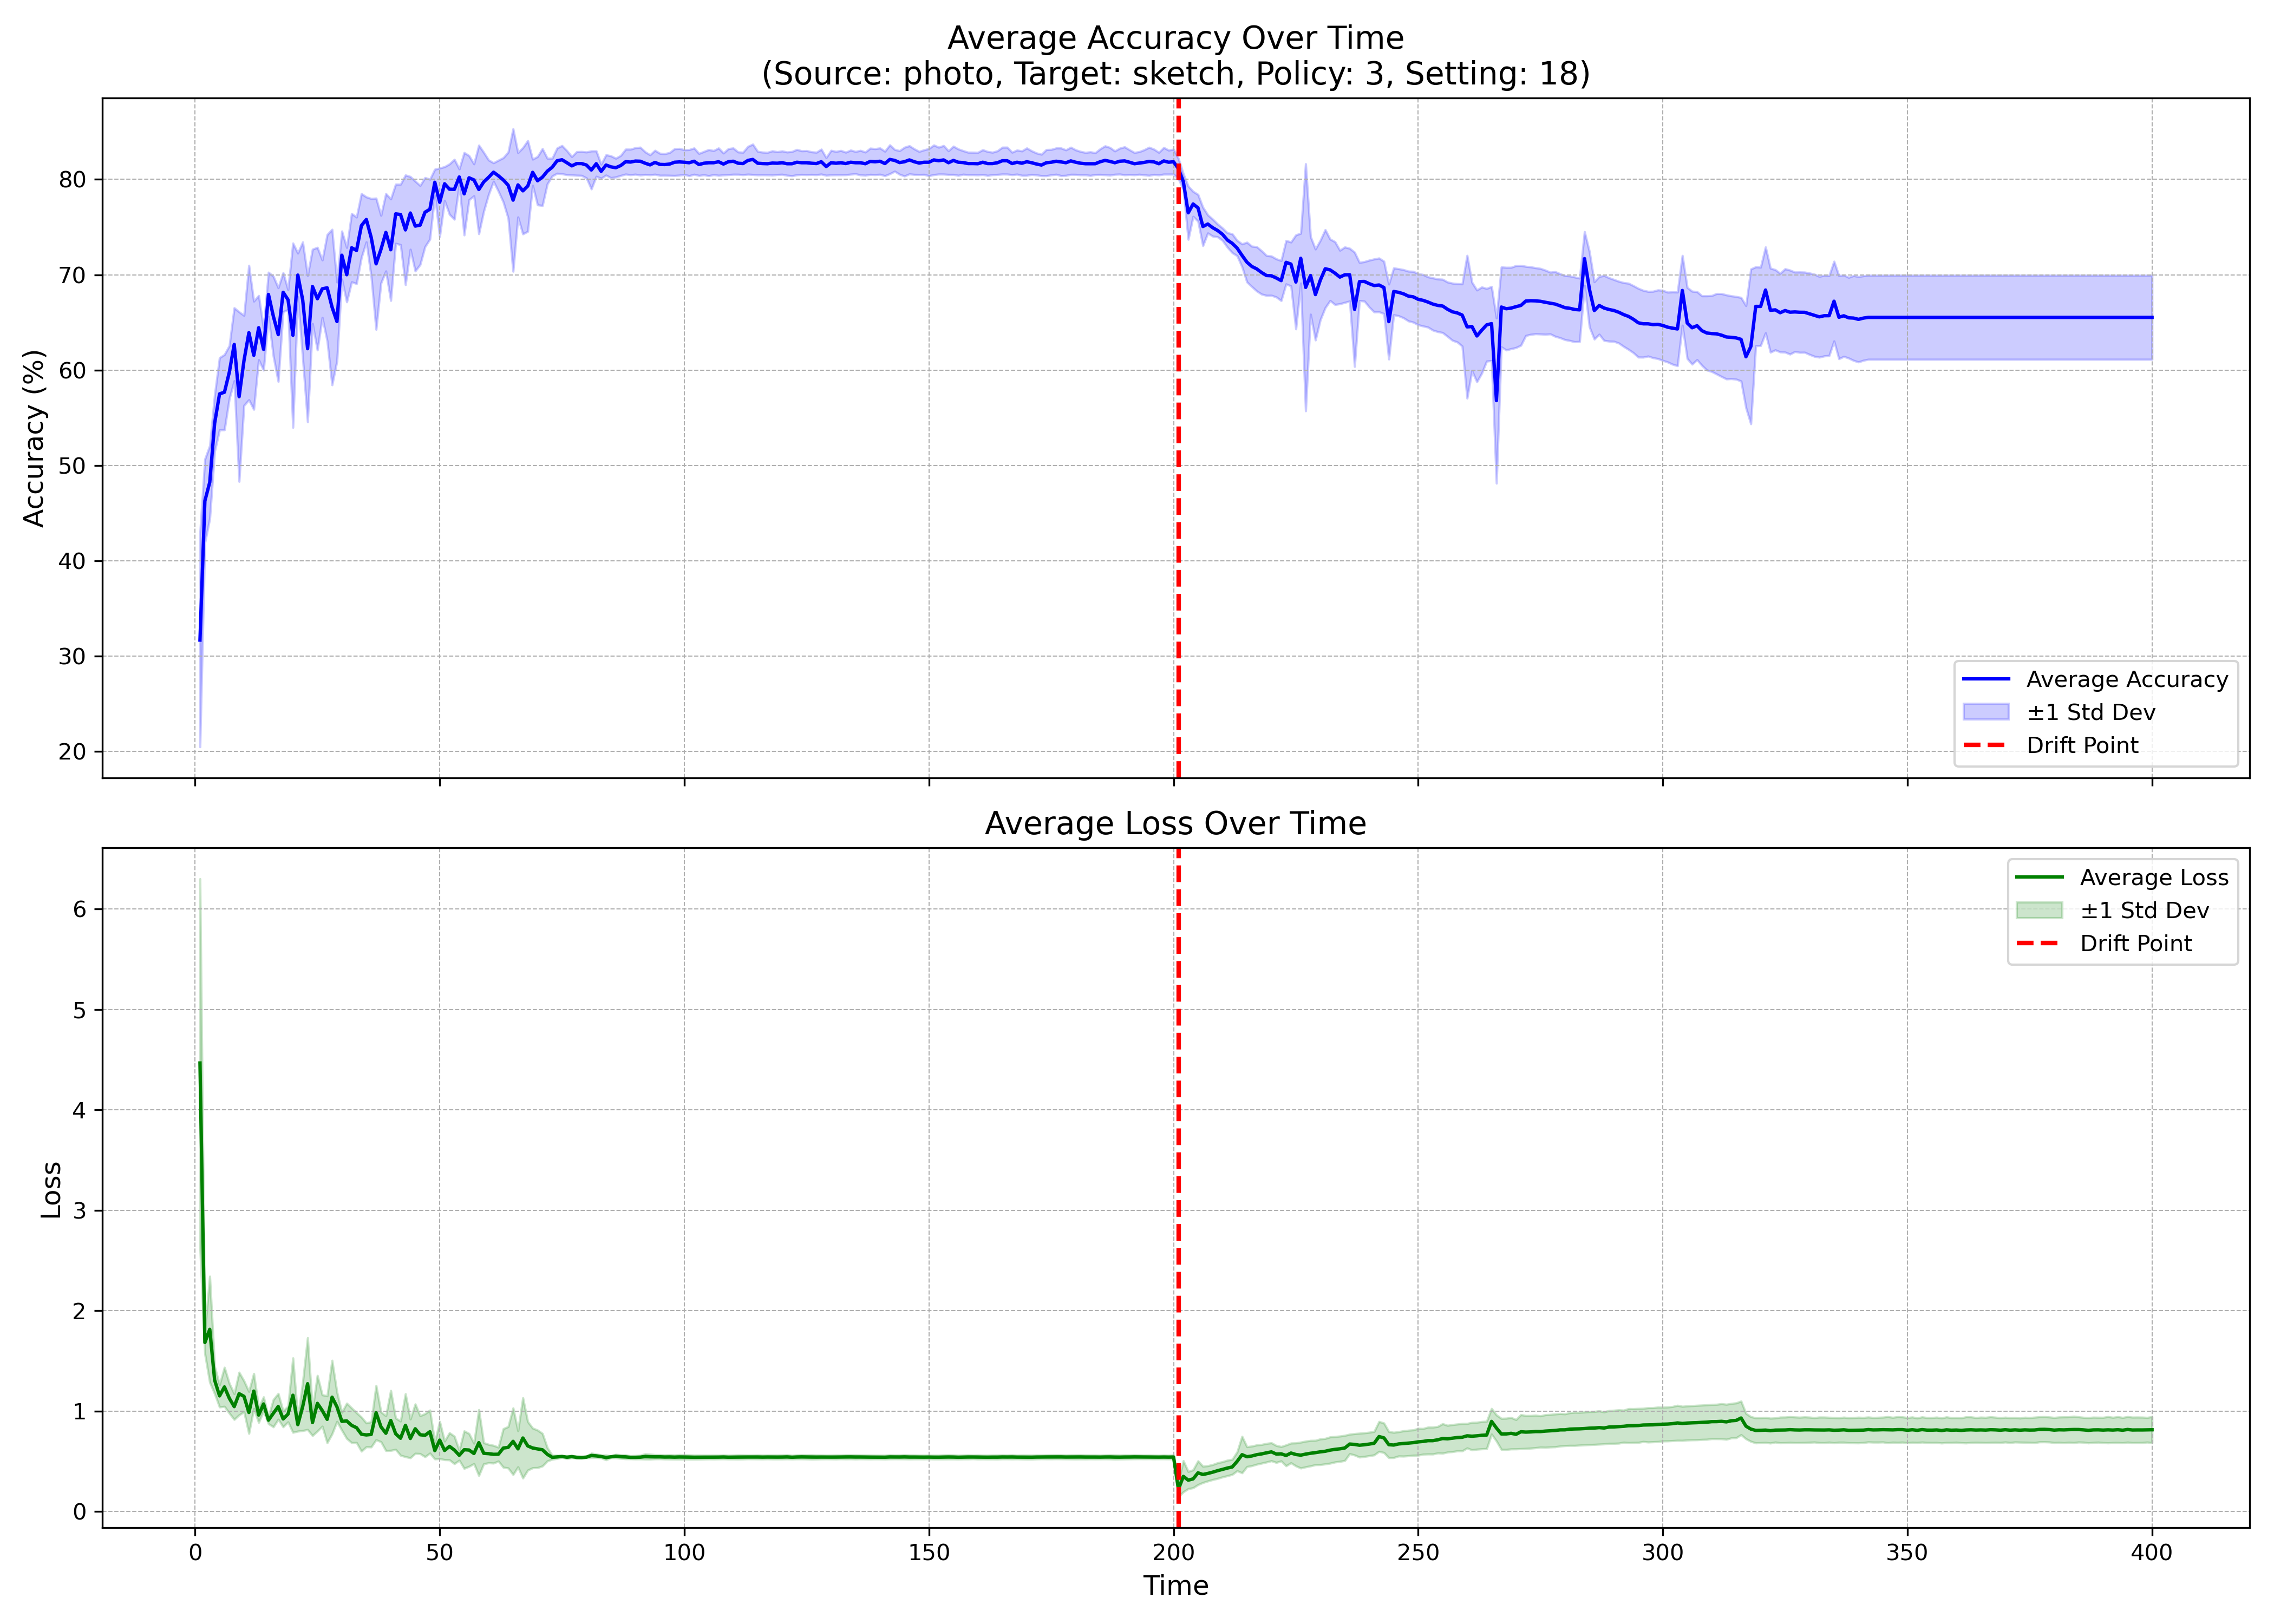 Average Accuracy Over Time
(Source: photo, Target: sketch, Policy: 3, Setting: 18)
Accuracy (%)
80
70
60
50
40
30
20
Average Accuracy
±1 Std Dev
Drift Point
Average Loss Over Time
Loss
6
5
4
3
2
1
0
Average Loss
±1 Std Dev
Drift Point
0 50 100 150 200 250 300 350 400
Time